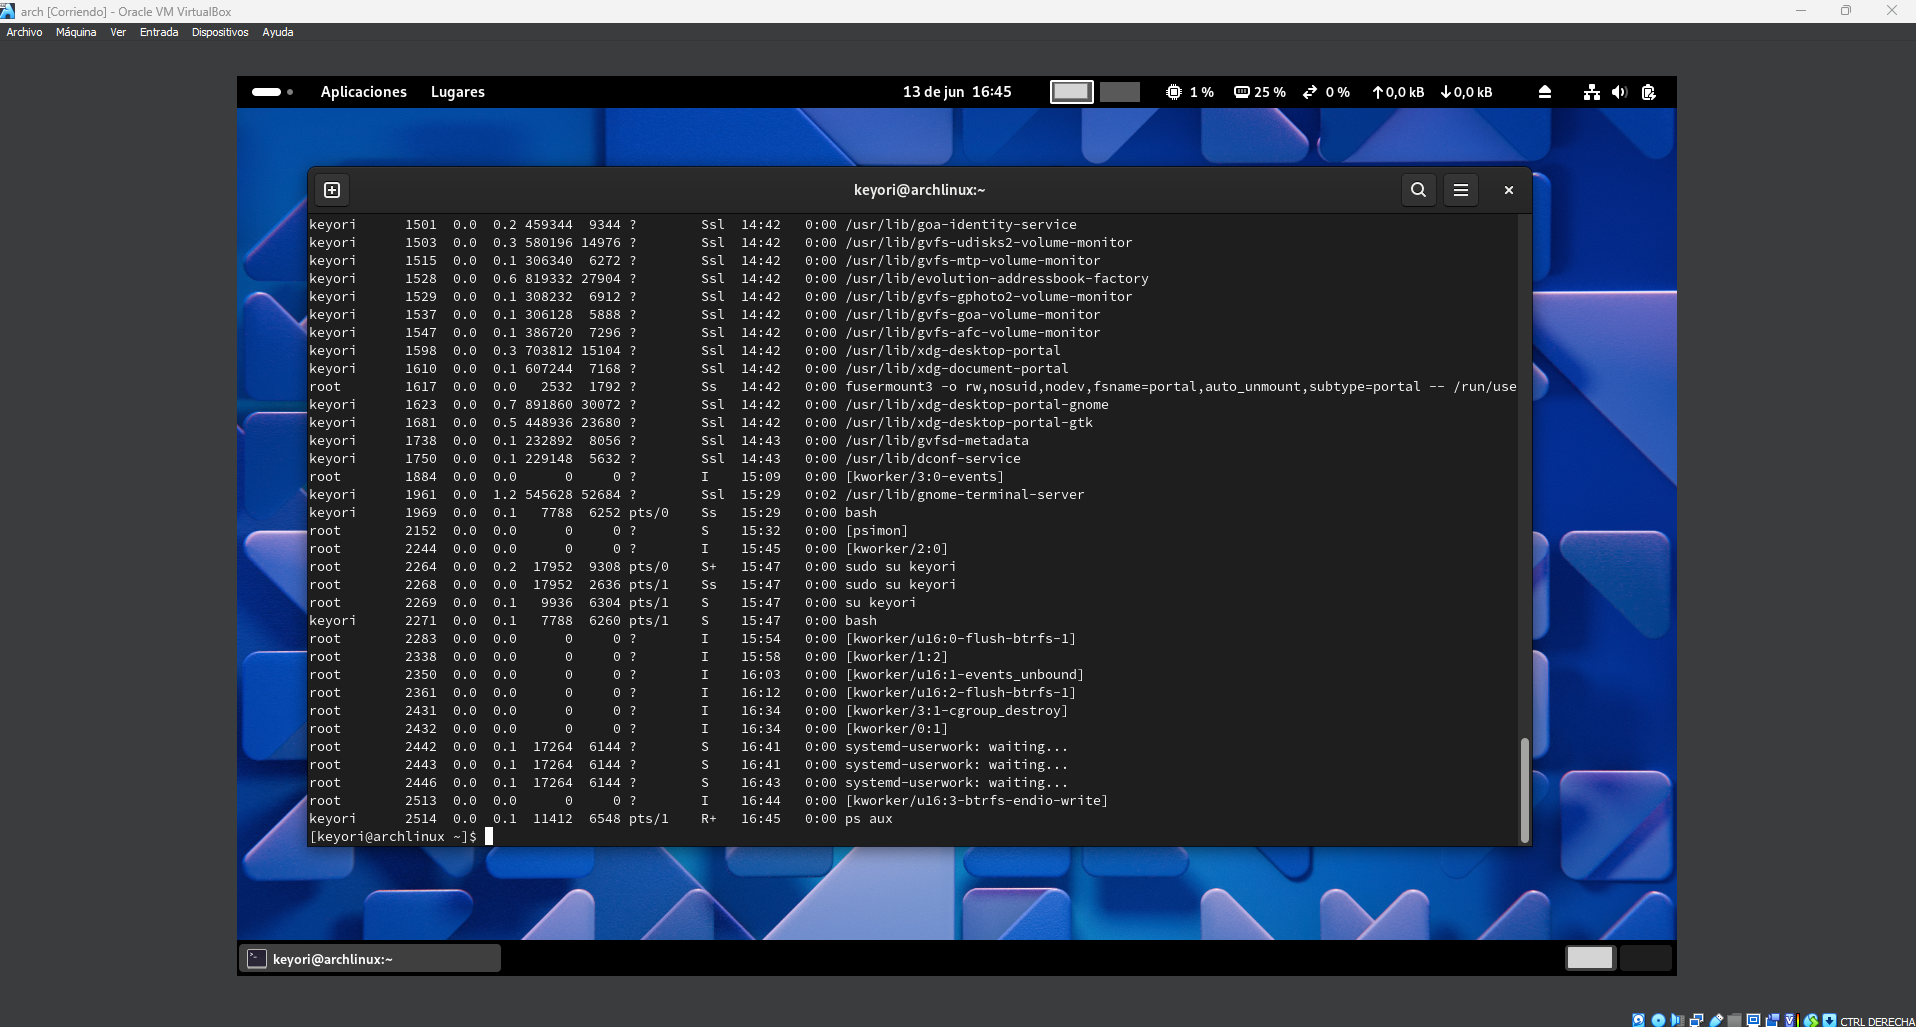 arch [Corriendo] - Oracle VM VirtualBox
Archivo Máquina Ver Entrada Dispositivos Ayuda
Aplicaciones Lugares 13 de jun 16:45 1 % 25 % 0 % ↑0,0 kB ↓0,0 kB
keyori@archlinux:~
keyori 1501 0.0 0.2 459344 9344 ? Ssl 14:42 0:00 /usr/lib/goa-identity-service
keyori 1503 0.0 0.3 580196 14976 ? Ssl 14:42 0:00 /usr/lib/gvfs-udisks2-volume-monitor
keyori 1515 0.0 0.1 306340 6272 ? Ssl 14:42 0:00 /usr/lib/gvfs-mtp-volume-monitor
keyori 1528 0.0 0.6 819332 27904 ? Ssl 14:42 0:00 /usr/lib/evolution-addressbook-factory
keyori 1529 0.0 0.1 308232 6912 ? Ssl 14:42 0:00 /usr/lib/gvfs-gphoto2-volume-monitor
keyori 1537 0.0 0.1 306128 5888 ? Ssl 14:42 0:00 /usr/lib/gvfs-goa-volume-monitor
keyori 1547 0.0 0.1 386720 7296 ? Ssl 14:42 0:00 /usr/lib/gvfs-afc-volume-monitor
keyori 1598 0.0 0.3 703812 15104 ? Ssl 14:42 0:00 /usr/lib/xdg-desktop-portal
keyori 1610 0.0 0.1 607244 7168 ? Ssl 14:42 0:00 /usr/lib/xdg-document-portal
root 1617 0.0 0.0 2532 1792 ? Ss 14:42 0:00 fusermount3 -o rw,nosuid,nodev,fsname=portal,auto_unmount,subtype=portal -- /run/use
keyori 1623 0.0 0.7 891860 30072 ? Ssl 14:42 0:00 /usr/lib/xdg-desktop-portal-gnome
keyori 1681 0.0 0.5 448936 23680 ? Ssl 14:42 0:00 /usr/lib/xdg-desktop-portal-gtk
keyori 1738 0.0 0.1 232892 8056 ? Ssl 14:43 0:00 /usr/lib/gvfsd-metadata
keyori 1750 0.0 0.1 229148 5632 ? Ssl 14:43 0:00 /usr/lib/dconf-service
root 1884 0.0 0.0 0 0 ? I 15:09 0:00 [kworker/3:0-events]
keyori 1961 0.0 1.2 545628 52684 ? Ssl 15:29 0:02 /usr/lib/gnome-terminal-server
keyori 1969 0.0 0.1 7788 6252 pts/0 Ss 15:29 0:00 bash
root 2152 0.0 0.0 0 0 ? S 15:32 0:00 [psimon]
root 2244 0.0 0.0 0 0 ? I 15:45 0:00 [kworker/2:0]
root 2264 0.0 0.2 17952 9308 pts/0 S+ 15:47 0:00 sudo su keyori
root 2268 0.0 0.0 17952 2636 pts/1 Ss 15:47 0:00 sudo su keyori
root 2269 0.0 0.1 9936 6304 pts/1 S 15:47 0:00 su keyori
keyori 2271 0.0 0.1 7788 6260 pts/1 S 15:47 0:00 bash
root 2283 0.0 0.0 0 0 ? I 15:54 0:00 [kworker/u16:0-flush-btrfs-1]
root 2338 0.0 0.0 0 0 ? I 15:58 0:00 [kworker/1:2]
root 2350 0.0 0.0 0 0 ? I 16:03 0:00 [kworker/u16:1-events_unbound]
root 2361 0.0 0.0 0 0 ? I 16:12 0:00 [kworker/u16:2-flush-btrfs-1]
root 2431 0.0 0.0 0 0 ? I 16:34 0:00 [kworker/3:1-cgroup_destroy]
root 2432 0.0 0.0 0 0 ? I 16:34 0:00 [kworker/0:1]
root 2442 0.0 0.1 17264 6144 ? S 16:41 0:00 systemd-userwork: waiting...
root 2443 0.0 0.1 17264 6144 ? S 16:41 0:00 systemd-userwork: waiting...
root 2446 0.0 0.1 17264 6144 ? S 16:43 0:00 systemd-userwork: waiting...
root 2513 0.0 0.0 0 0 ? I 16:44 0:00 [kworker/u16:3-btrfs-endio-write]
keyori 2514 0.0 0.1 11412 6548 pts/1 R+ 16:45 0:00 ps aux
[keyori@archlinux ~]$
keyori@archlinux:~
CTRL DERECHA